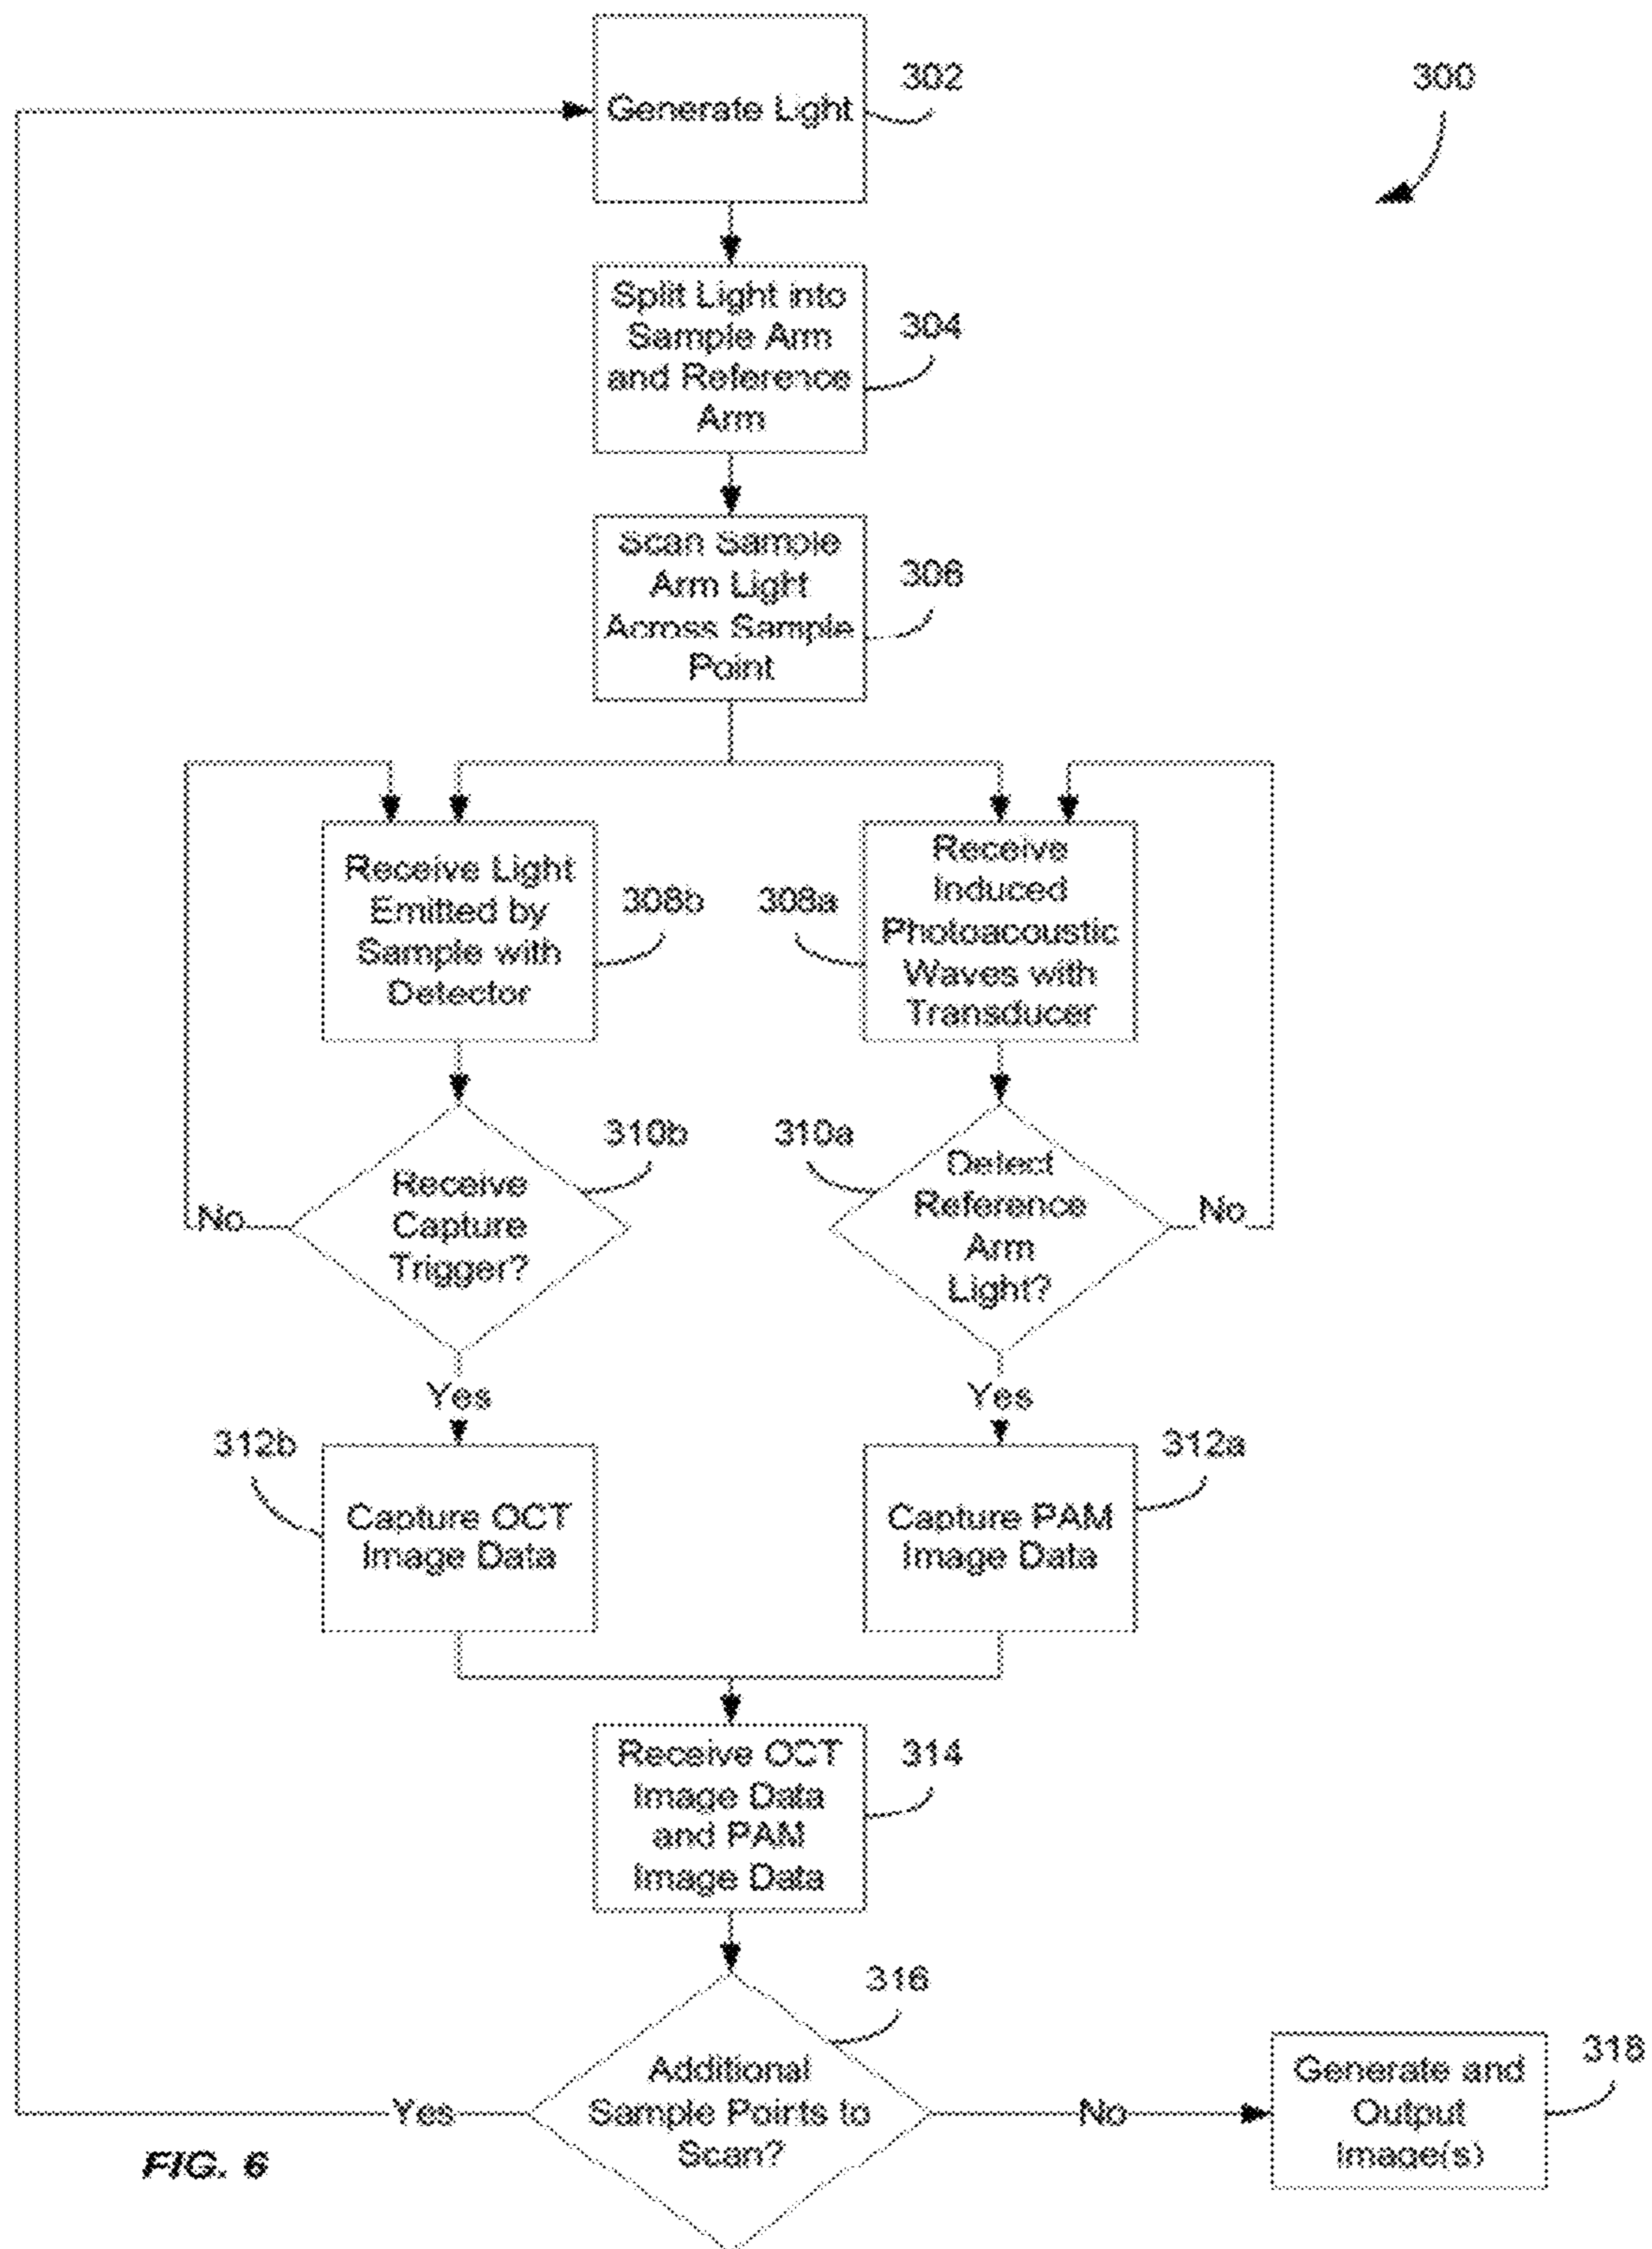 Generate Light
302
300
Split Light into
Sample Arm
and Reference
Arm
304
Scan Sample
Arm Light
Across Sample
Point
306
Receive Light
Emitted by
Sample with
Detector
308b
308a
Receive
Induced
Photoacoustic
Waves with
Transducer
310b
310a
Receive
Capture
Trigger?
Detect
Reference
Arm
Light?
No
No
Yes
Yes
312b
312a
Capture OCT
Image Data
Capture PAM
Image Data
Receive OCT
Image Data
and PAM
Image Data
314
316
Additional
Sample Points to
Scan?
Yes
No
Generate and
Output
Image(s)
318
FIG. 6